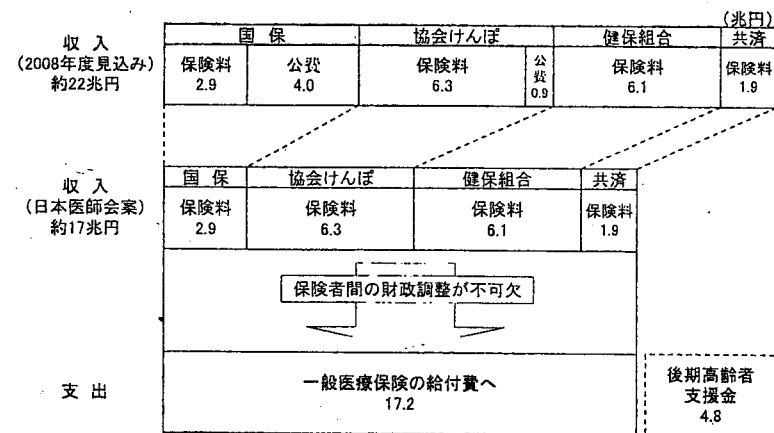 (兆円)
収 入
(2008年度見込み)
約22兆円
国 保
協会けんぽ
健保組合
共済
保険料
2.9
公費
4.0
保険料
6.3
公費
0.9
保険料
6.1
保険料
1.9
収 入
(日本医師会案)
約17兆円
国 保
協会けんぽ
健保組合
共済
保険料
2.9
保険料
6.3
保険料
6.1
保険料
1.9
保険者間の財政調整が不可欠
支 出
一般医療保険の給付費へ
17.2
後期高齢者
支援金
4.8